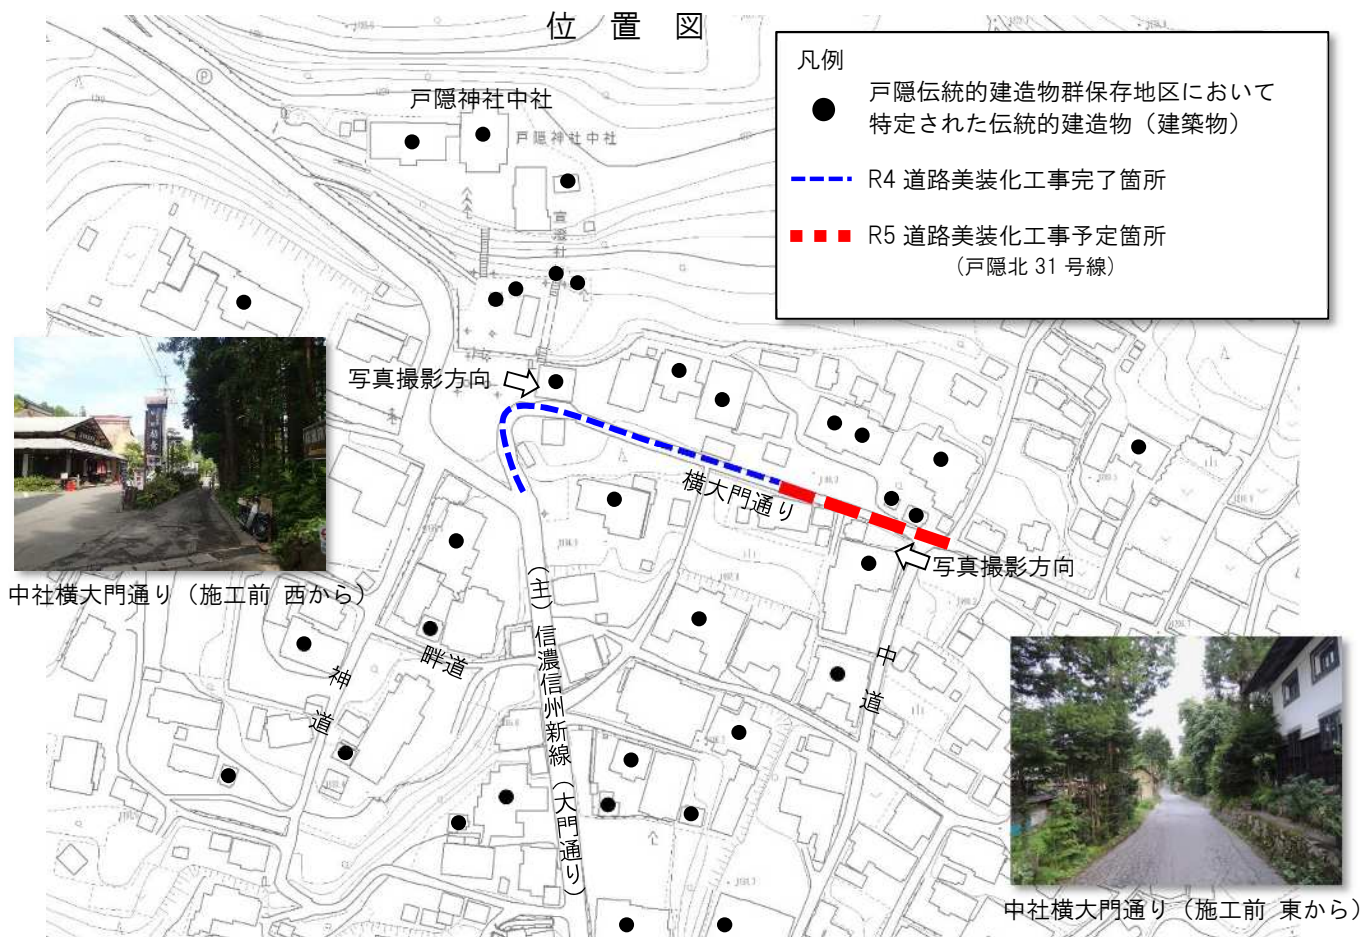 位置図
凡例
戸隠伝統的建造物群保存地区において
特定された伝統的建造物（建築物）
R4 道路美装化工事完了箇所
R5 道路美装化工事予定箇所
（戸隠北 31 号線）
P
戸隠神社中社
戸隠神社中社
宣澄社
写真撮影方向
横大門通り
写真撮影方向
中社横大門通り（施工前 西から）
（主）信濃信州新線（大門通り）
畔道
神道
中道
中社横大門通り（施工前 東から）